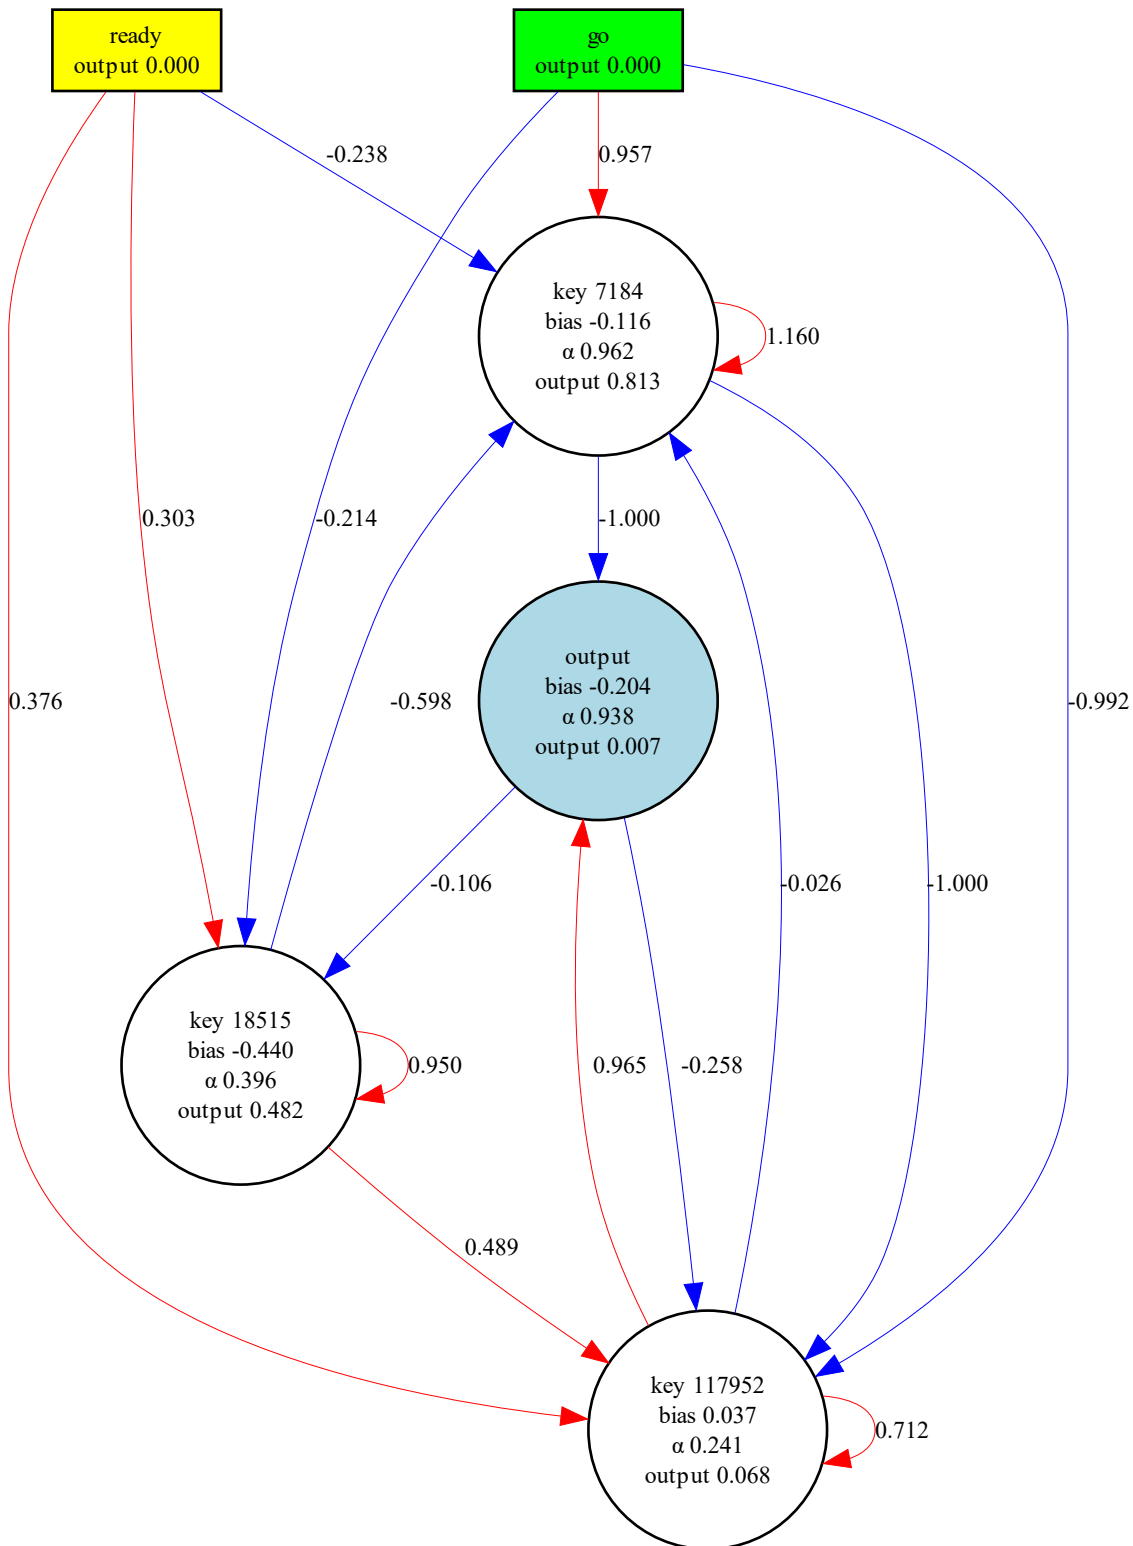 ready
output 0.000
go
output 0.000
-0.238
0.957
key 7184
bias -0.116
α 0.962
output 0.813
1.160
0.303
-0.214
-1.000
output
bias -0.204
α 0.938
output 0.007
0.376
-0.598
-0.992
-0.106
-0.026
-1.000
key 18515
bias -0.440
α 0.396
output 0.482
0.950
0.965
-0.258
0.489
key 117952
bias 0.037
α 0.241
output 0.068
0.712